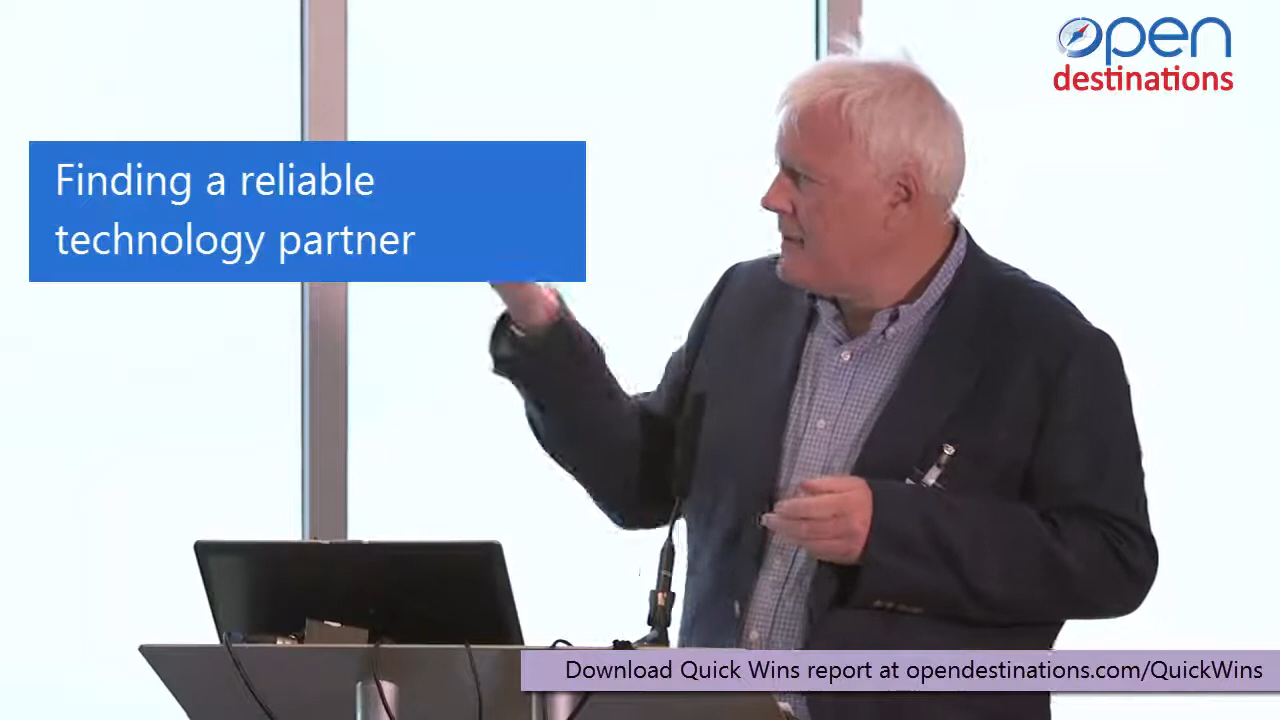 open
destinations
Finding a reliable
technology partner
Download Quick Wins report at opendestinations.com/QuickWins